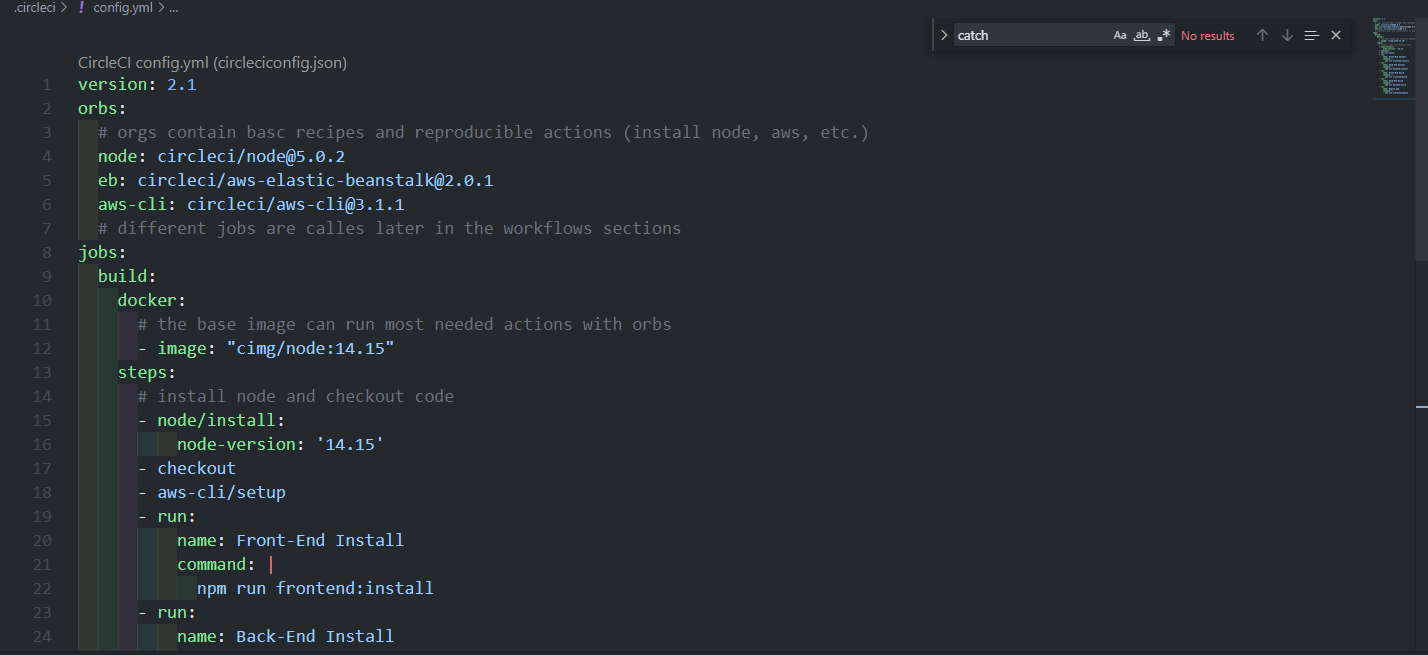 .circleci > ! config.yml > ...
catch Aa ab .* No results
CircleCI config.yml (circleciconfig.json)
1 version: 2.1
2 orbs:
3 # orgs contain basc recipes and reproducible actions (install node, aws, etc.)
4 node: circleci/node@5.0.2
5 eb: circleci/aws-elastic-beanstalk@2.0.1
6 aws-cli: circleci/aws-cli@3.1.1
7 # different jobs are calles later in the workflows sections
8 jobs:
9 build:
10 docker:
11 # the base image can run most needed actions with orbs
12 - image: "cimg/node:14.15"
13 steps:
14 # install node and checkout code
15 - node/install:
16 node-version: '14.15'
17 - checkout
18 - aws-cli/setup
19 - run:
20 name: Front-End Install
21 command: |
22 npm run frontend:install
23 - run:
24 name: Back-End Install